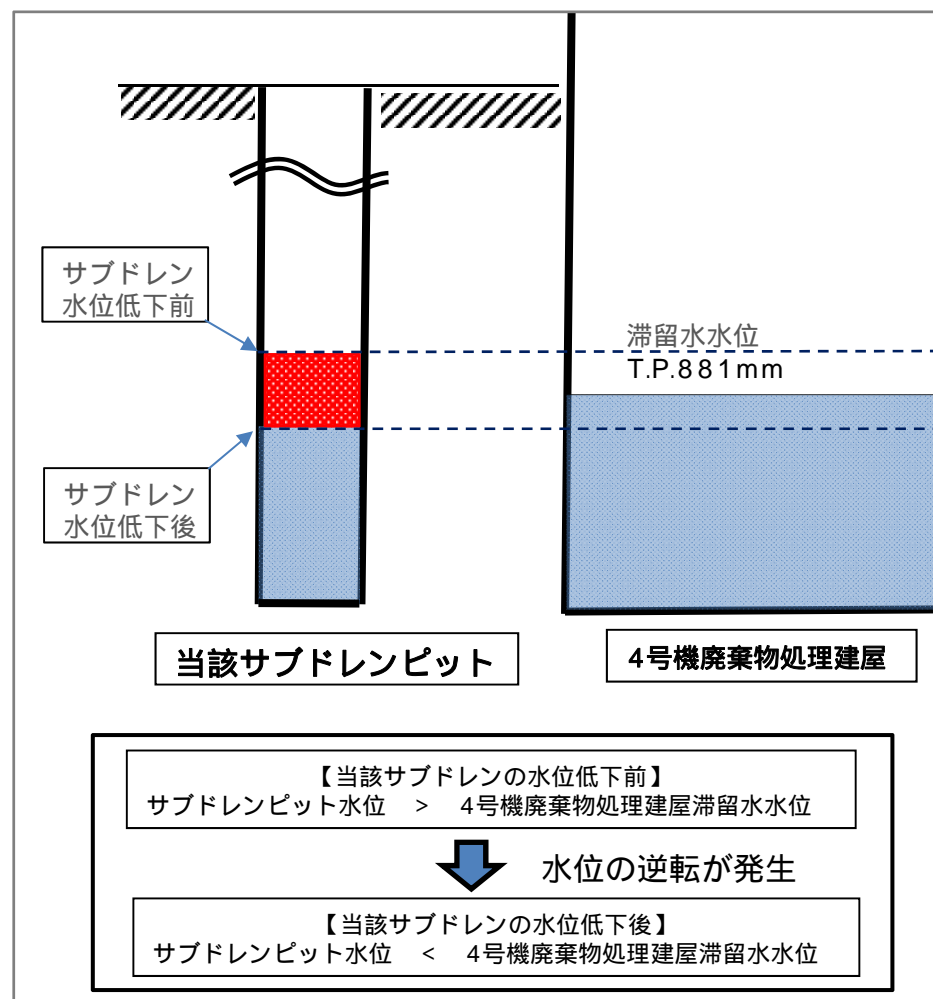 サブドレン
水位低下前
滞留水水位
T.P.881mm
サブドレン
水位低下後
当該サブドレンピット
4号機廃棄物処理建屋
【当該サブドレンの水位低下前】
サブドレンピット水位 > 4号機廃棄物処理建屋滞留水水位
水位の逆転が発生
【当該サブドレンの水位低下後】
サブドレンピット水位 < 4号機廃棄物処理建屋滞留水水位